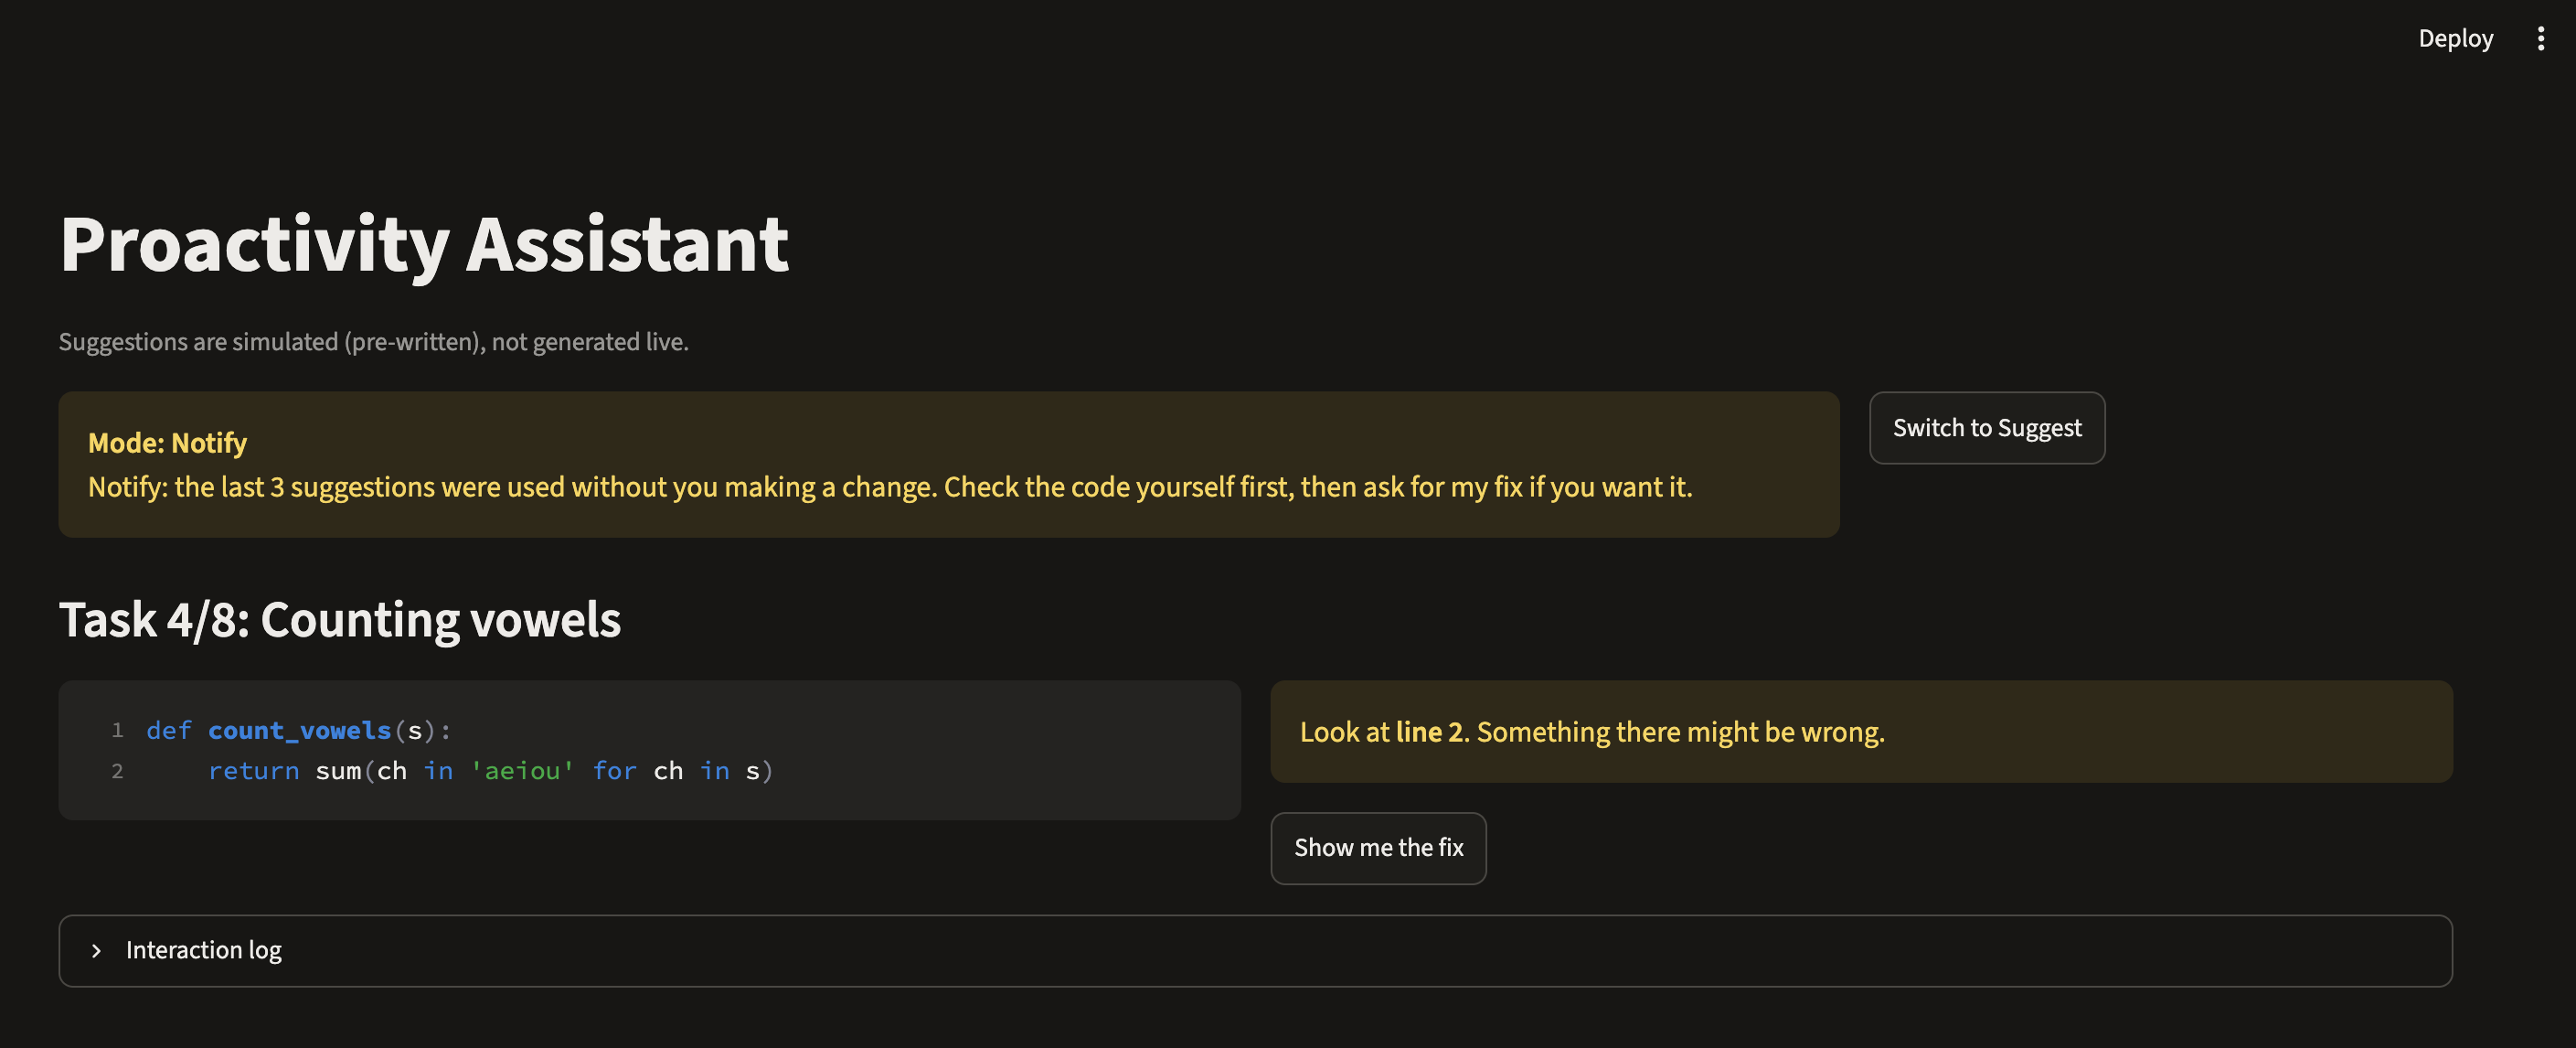 Deploy
Proactivity Assistant
Suggestions are simulated (pre-written), not generated live.
Mode: Notify
Notify: the last 3 suggestions were used without you making a change. Check the code yourself first, then ask for my fix if you want it.
Switch to Suggest
Task 4/8: Counting vowels
1 def count_vowels(s):
2     return sum(ch in 'aeiou' for ch in s)
Look at line 2. Something there might be wrong.
Show me the fix
Interaction log